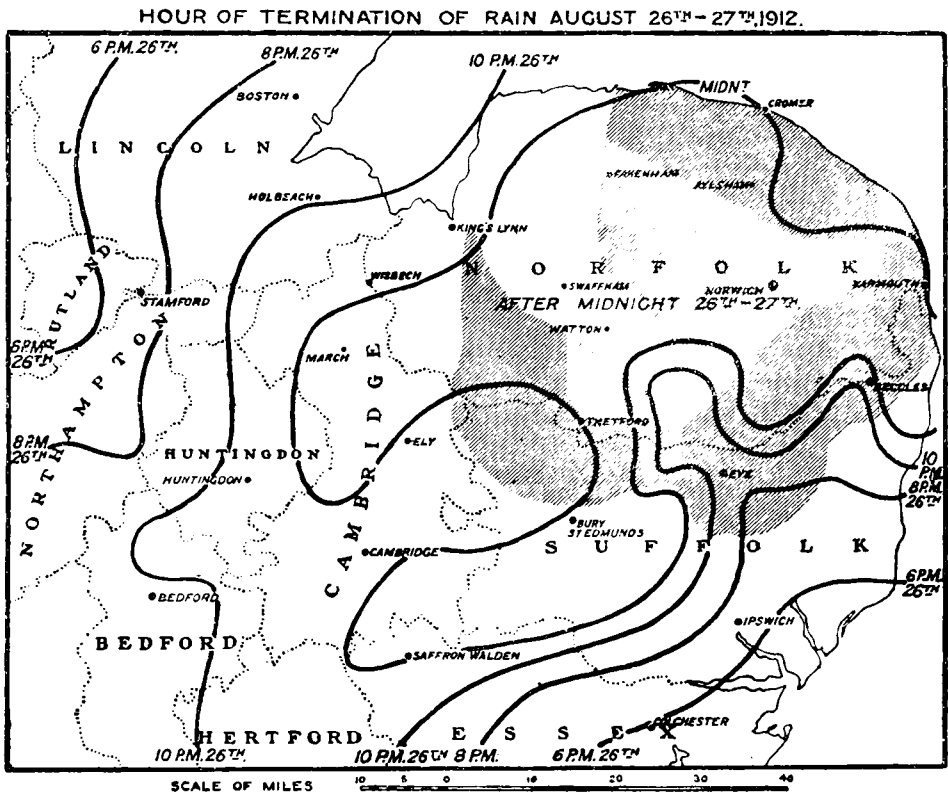 HOUR OF TERMINATION OF RAIN AUGUST 26TH–27TH, 1912.
6 P.M. 26TH.
8 P.M. 26TH
10 P.M. 26TH
MIDNT
BOSTON
CROMER
LINCOLN
FAKENHAM
AYLSHAM
HOLBEACH
KING'S LYNN
RUTLAND
WISBECH
NORFOLK
STAMFORD
SWAFFHAM
NORWICH
YARMOUTH
AFTER MIDNIGHT 26TH–27TH.
WATTON
6 P.M.
26TH
MARCH
BECCLES
NORTHAMPTON
CAMBRIDGE
THETFORD
8 P.M.
26TH
ELY
HUNTINGDON
HUNTINGDON
EYE
10
P.M.
8 P.M.
26TH
BURY
ST EDMUNDS
SUFFOLK
CAMBRIDGE
6 P.M.
26TH
BEDFORD
IPSWICH
BEDFORD
SAFFRON WALDEN
COLCHESTER
HERTFORD
ESSEX
10 P.M. 26TH
10 P.M. 26TH
8 P.M.
6 P.M. 26TH
SCALE OF MILES
10 5 0 10 20 30 40